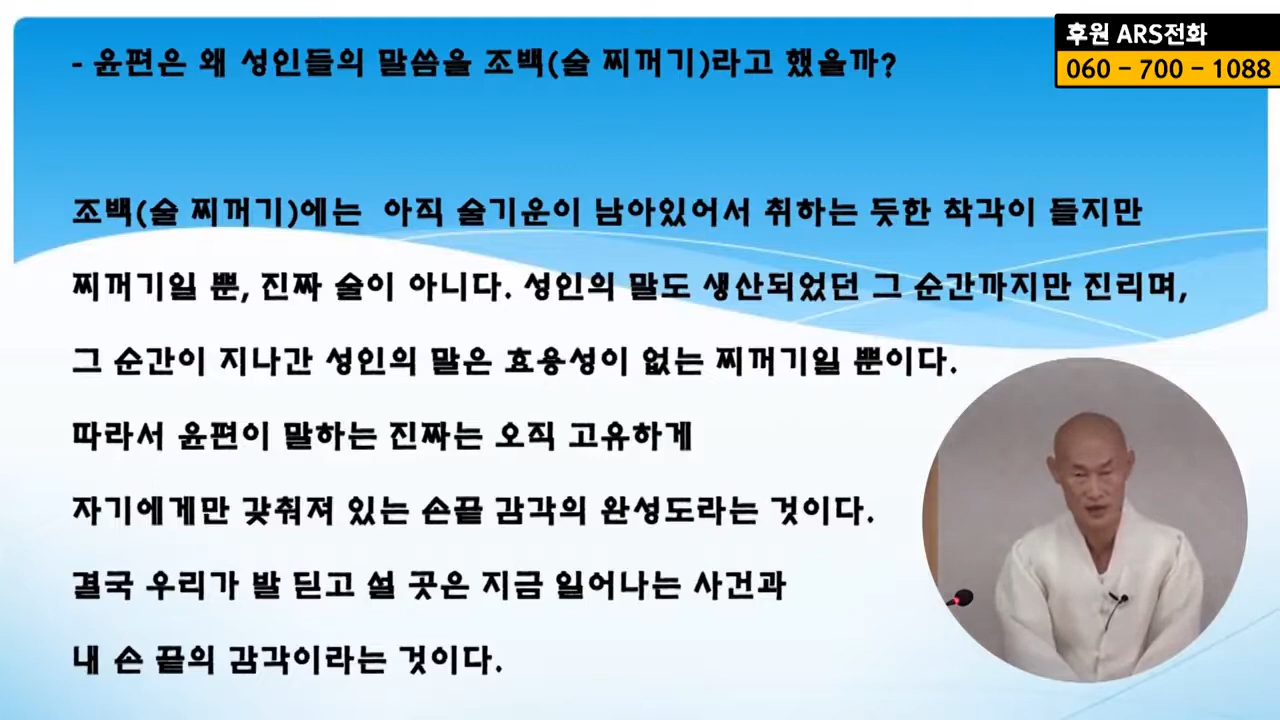 - 윤편은 왜 성인들의 말씀을 조백(술 찌꺼기)라고 했을까?
후원 ARS전화
060 - 700 - 1088
조백(술 찌꺼기)에는 아직 술기운이 남아있어서 취하는 듯한 착각이 들지만
찌꺼기일 뿐, 진짜 술이 아니다. 성인의 말도 생산되었던 그 순간까지만 진리며,
그 순간이 지나간 성인의 말은 효용성이 없는 찌꺼기일 뿐이다.
따라서 윤편이 말하는 진짜는 오직 고유하게
자기에게만 갖춰져 있는 손끝 감각의 완성도라는 것이다.
결국 우리가 발 딛고 설 곳은 지금 일어나는 사건과
내 손 끝의 감각이라는 것이다.